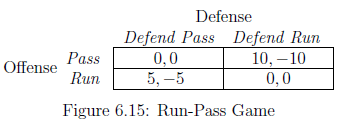 Defense
Defend Pass Defend Run
Offense Pass 0, 0 10, −10
Run 5, −5 0, 0
Figure 6.15: Run-Pass Game